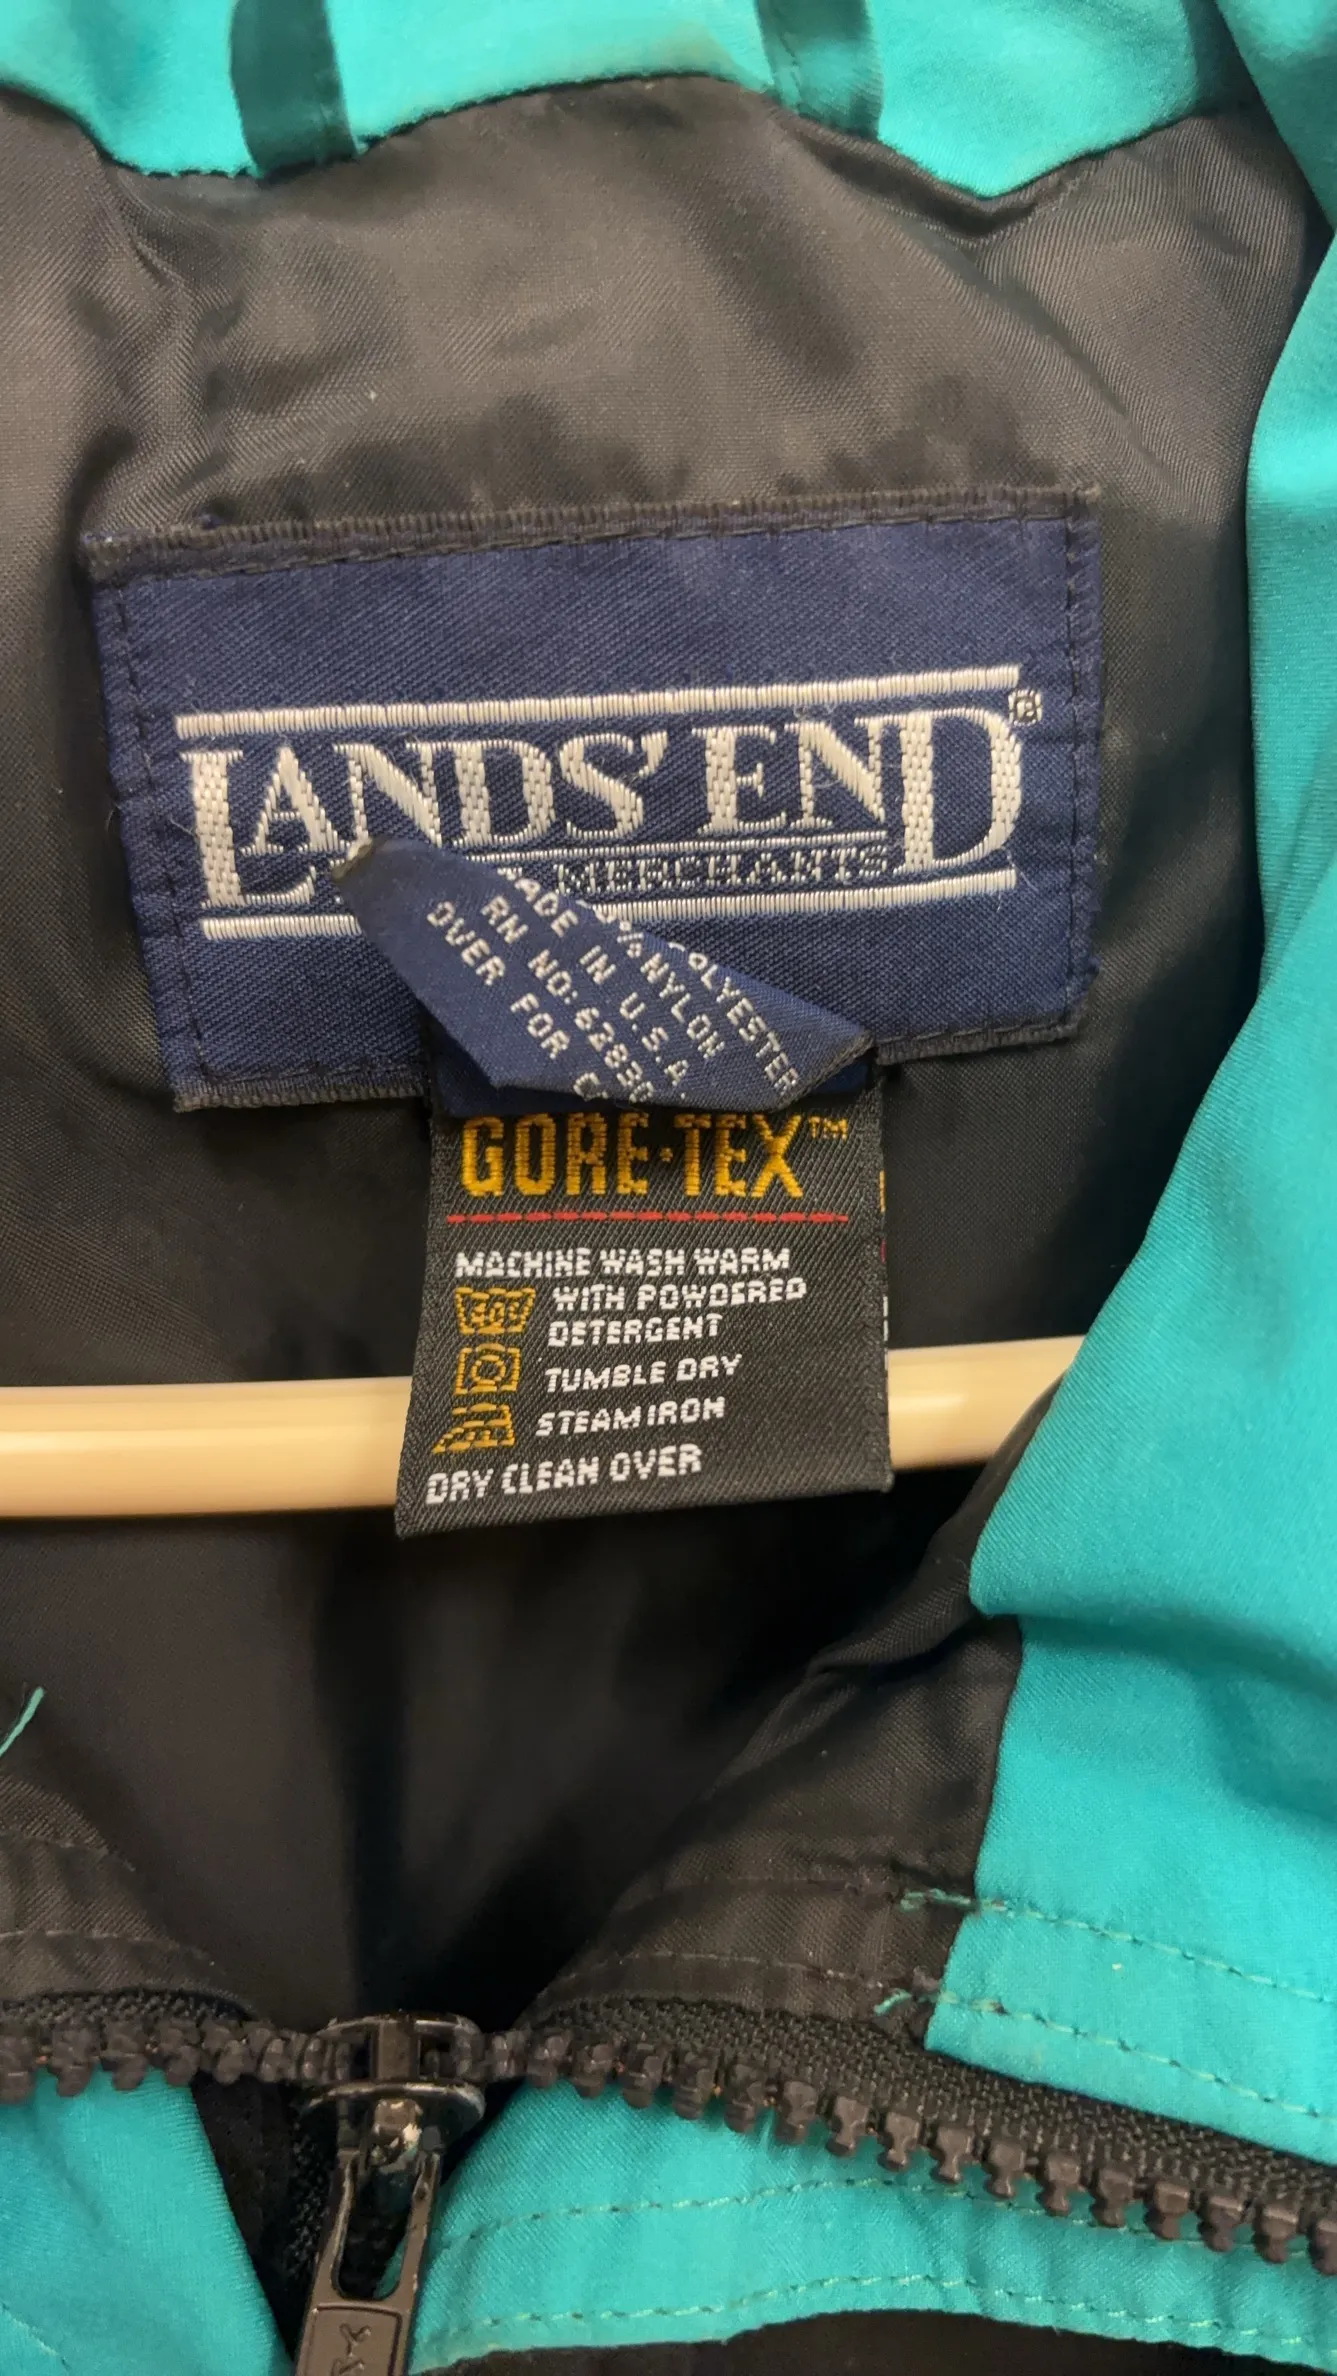 LANDS' END®
MERCHANTS
POLYESTER
% NYLON
MADE IN U.S.A.
RN NO: 62830
OVER FOR
GORE-TEX™
MACHINE WASH WARM
WITH POWDERED
DETERGENT
TUMBLE DRY
STEAM IRON
DRY CLEAN OVER